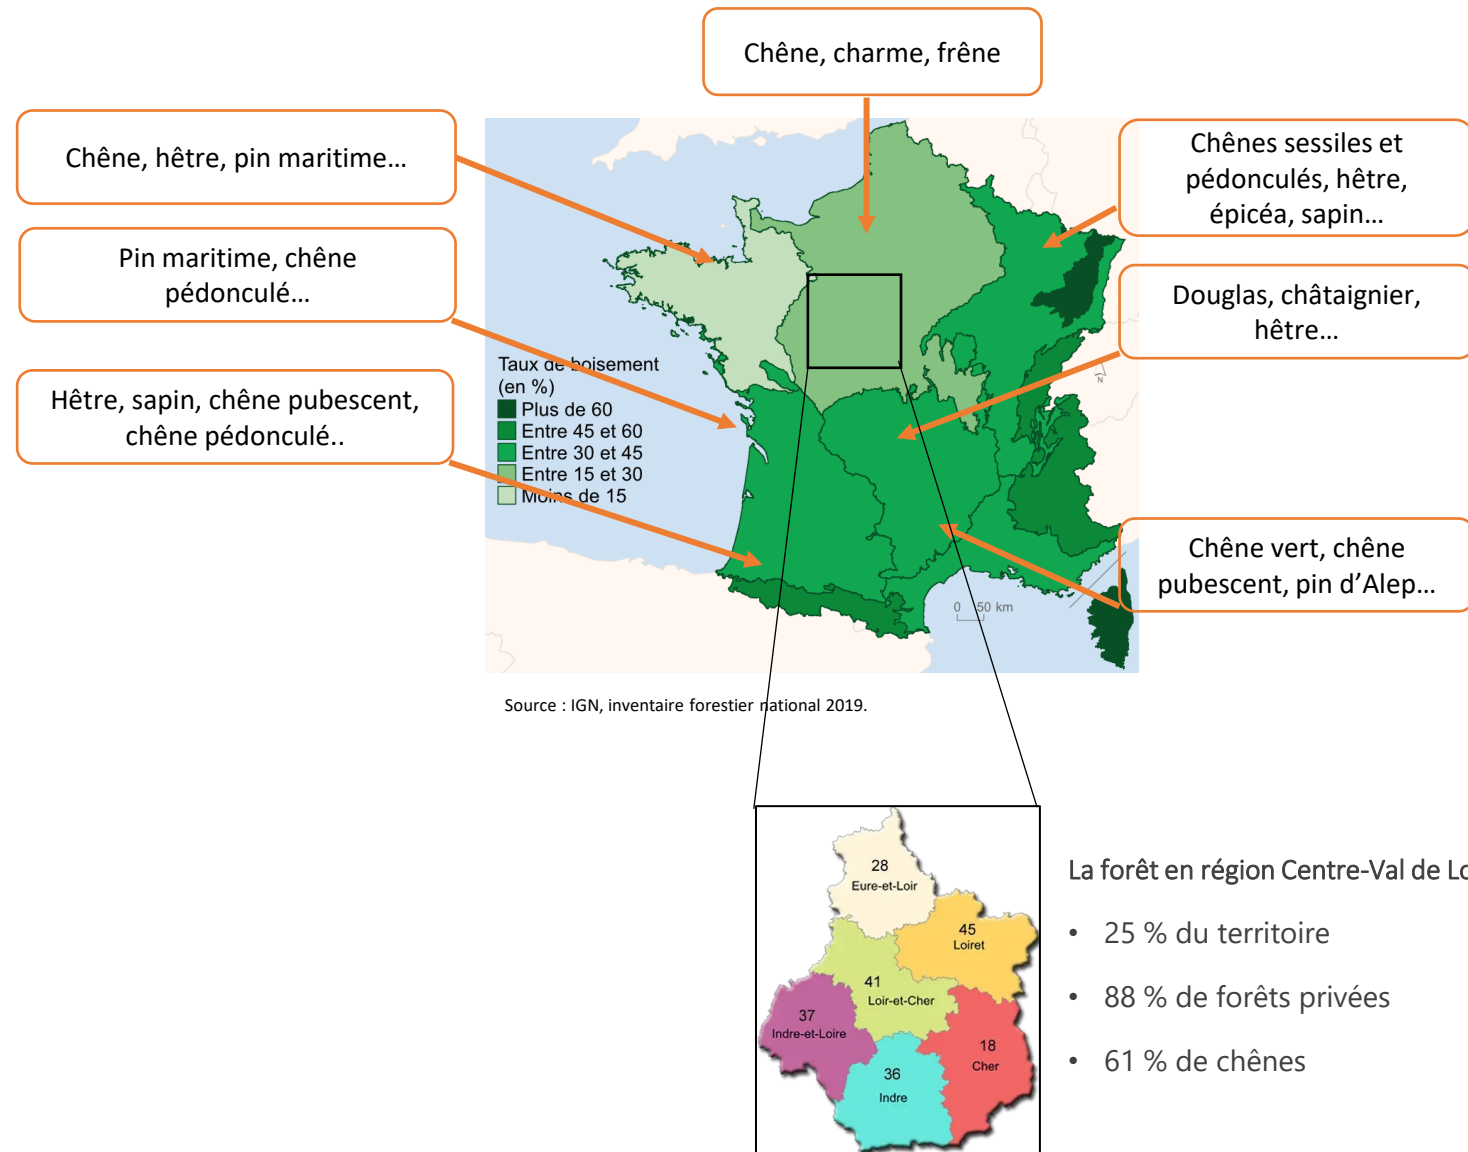 Chêne, charme, frêne
Chêne, hêtre, pin maritime…
Chênes sessiles et
pédonculés, hêtre,
épicéa, sapin…
Pin maritime, chêne
pédonculé…
Douglas, châtaignier,
hêtre…
Hêtre, sapin, chêne pubescent,
chêne pédonculé..
Taux de boisement
(en %)
Plus de 60
Entre 45 et 60
Entre 30 et 45
Entre 15 et 30
Moins de 15
N
Chêne vert, chêne
pubescent, pin d’Alep…
0 50 km
Source : IGN, inventaire forestier national 2019.
28
Eure-et-Loir
45
Loiret
41
Loir-et-Cher
37
Indre-et-Loire
18
Cher
36
Indre
La forêt en région Centre-Val de Lo
• 25 % du territoire
• 88 % de forêts privées
• 61 % de chênes